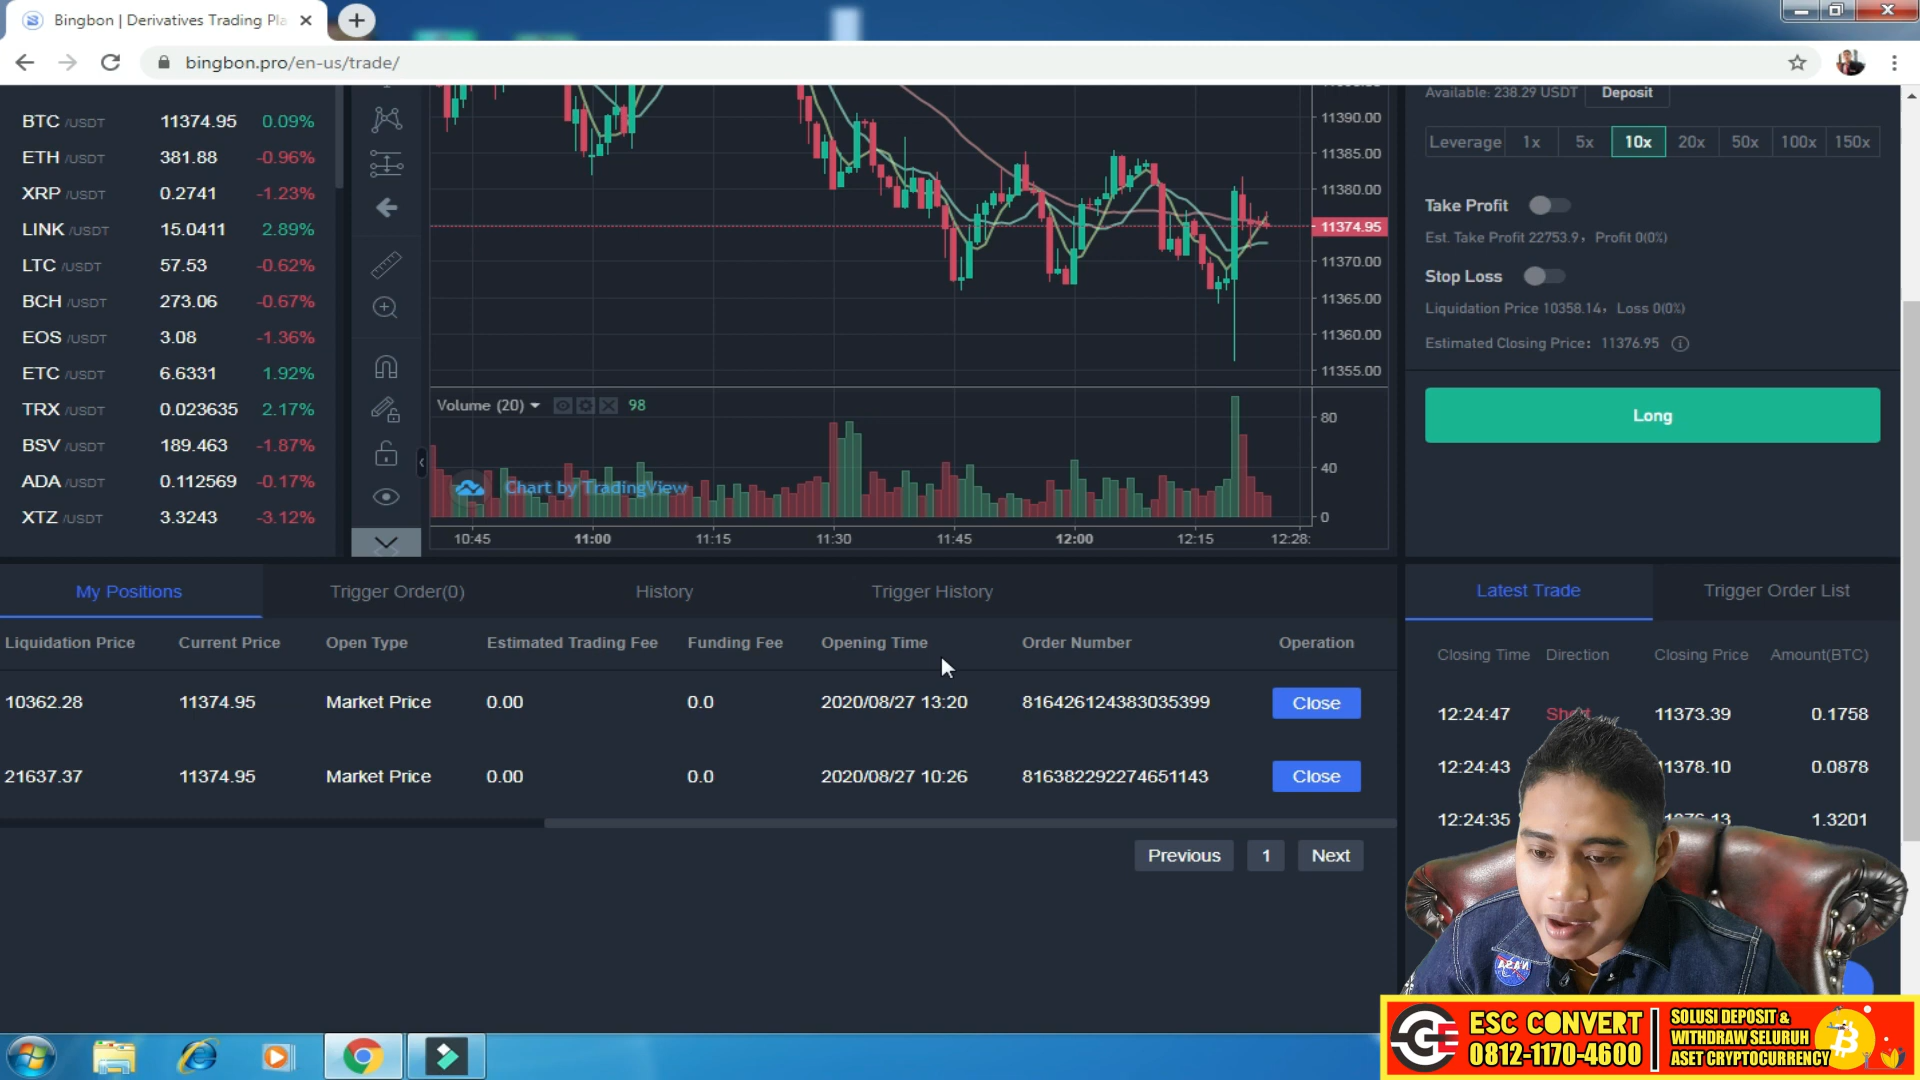 Bingbon | Derivatives Trading Pla
bingbon.pro/en-us/trade/
BTC /USDT 11374.95 0.09%
ETH /USDT 381.88 -0.96%
XRP /USDT 0.2741 -1.23%
LINK /USDT 15.0411 2.89%
LTC /USDT 57.53 -0.62%
BCH /USDT 273.06 -0.67%
EOS /USDT 3.08 -1.36%
ETC /USDT 6.6331 1.92%
TRX /USDT 0.023635 2.17%
BSV /USDT 189.463 -1.87%
ADA /USDT 0.112569 -0.17%
XTZ /USDT 3.3243 -3.12%
11390.00
11385.00
11380.00
11374.95
11370.00
11365.00
11360.00
11355.00
Volume (20) 98
80
40
0
Chart by TradingView
10:45 11:00 11:15 11:30 11:45 12:00 12:15 12:28:
Available: 238.29 USDT Deposit
Leverage 1x 5x 10x 20x 50x 100x 150x
Take Profit
Est. Take Profit 22753.9, Profit 0(0%)
Stop Loss
Liquidation Price 10358.14, Loss 0(0%)
Estimated Closing Price: 11376.95
Long
My Positions Trigger Order(0) History Trigger History
Liquidation Price Current Price Open Type Estimated Trading Fee Funding Fee Opening Time Order Number Operation
10362.28 11374.95 Market Price 0.00 0.0 2020/08/27 13:20 816426124383035399 Close
21637.37 11374.95 Market Price 0.00 0.0 2020/08/27 10:26 816382292274651143 Close
Previous 1 Next
Latest Trade Trigger Order List
Closing Time Direction Closing Price Amount(BTC)
12:24:47 11373.39 0.1758
12:24:43 11378.10 0.0878
12:24:35 1.3201
NASA
ESC CONVERT
0812-1170-4600
SOLUSI DEPOSIT &
WITHDRAW SELURUH
ASET CRYPTOCURRENCY